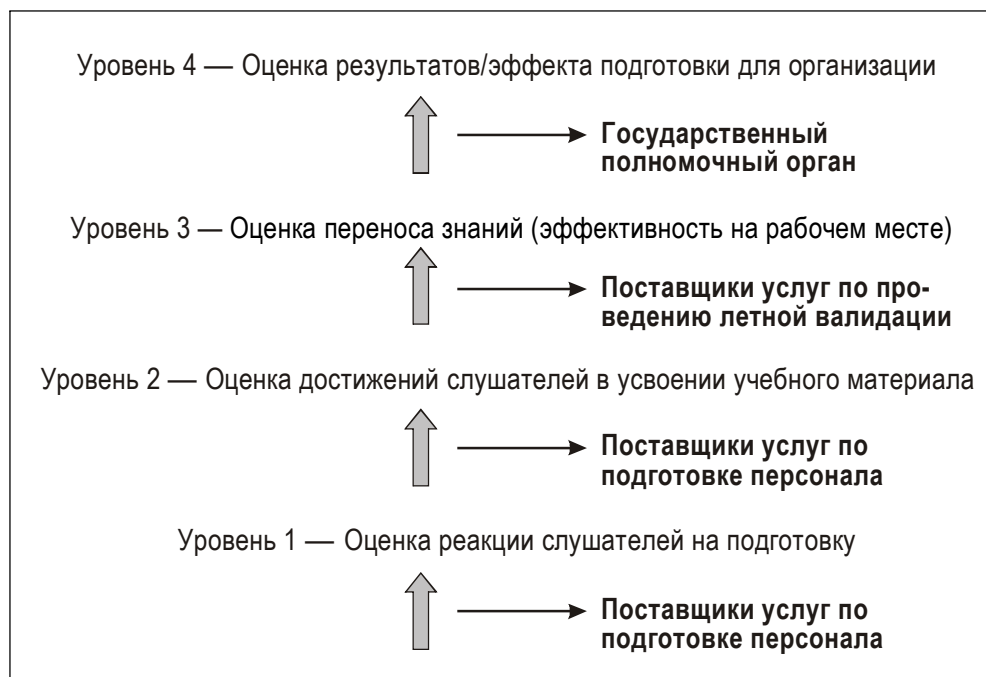 Уровень 4 — Оценка результатов/эффекта подготовки для организации
Государственный
полномочный орган
Уровень 3 — Оценка переноса знаний (эффективность на рабочем месте)
Поставщики услуг по про-
ведению летной валидации
Уровень 2 — Оценка достижений слушателей в усвоении учебного материала
Поставщики услуг по
подготовке персонала
Уровень 1 — Оценка реакции слушателей на подготовку
Поставщики услуг по
подготовке персонала